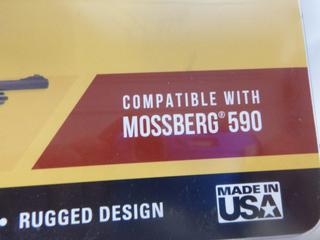 COMPATIBLE WITH
MOSSBERG® 590
• RUGGED DESIGN
MADE IN
USA